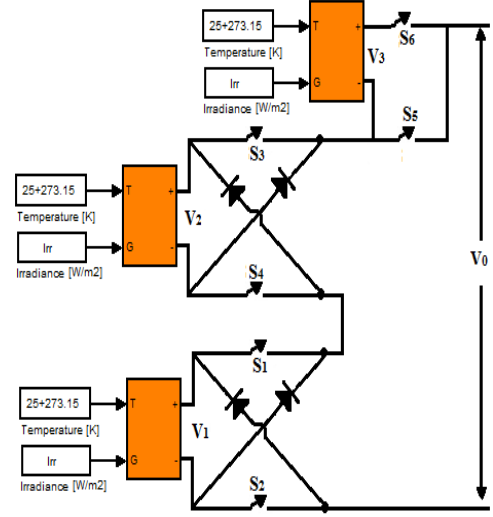 25+273.15
Temperature [K]
T
+
V3
S6
Irr
Irradiance [W/m2]
G
-
S5
S3
25+273.15
Temperature [K]
T
+
V2
Irr
Irradiance [W/m2]
G
-
S4
V0
S1
25+273.15
Temperature [K]
T
+
V1
Irr
Irradiance [W/m2]
G
-
S2